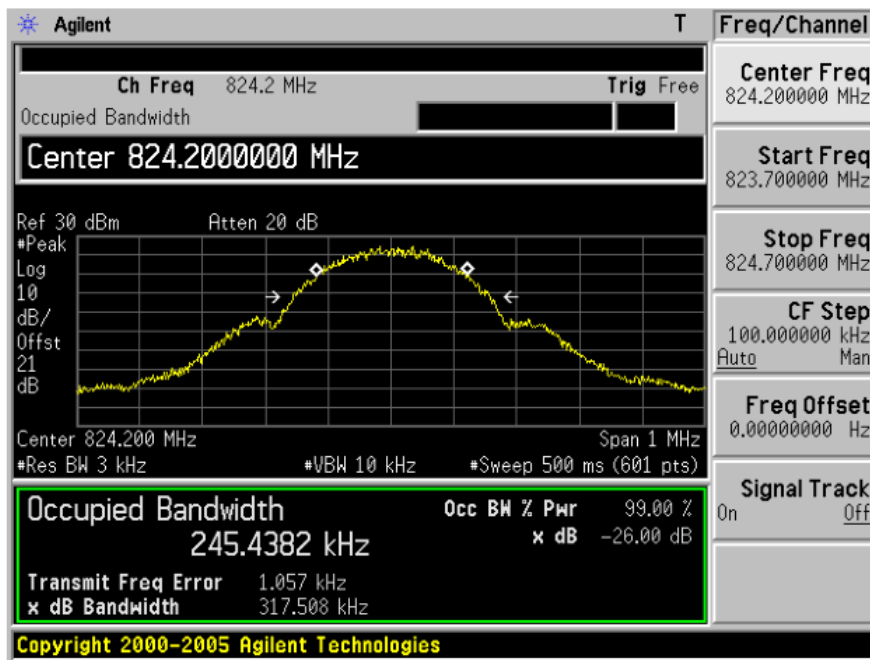 Agilent T
Freq/Channel
Ch Freq 824.2 MHz Trig Free
Occupied Bandwidth
Center 824.2000000 MHz
Ref 30 dBm Atten 20 dB
#Peak
Log
10
dB/
Offst
21
dB
Center 824.200 MHz Span 1 MHz
#Res BW 3 kHz #VBW 10 kHz #Sweep 500 ms (601 pts)
Occupied Bandwidth Occ BW % Pwr 99.00 %
245.4382 kHz x dB -26.00 dB
Transmit Freq Error 1.057 kHz
x dB Bandwidth 317.508 kHz
Center Freq
824.200000 MHz
Start Freq
823.700000 MHz
Stop Freq
824.700000 MHz
CF Step
100.000000 kHz
Auto Man
Freq Offset
0.00000000 Hz
Signal Track
On Off
Copyright 2000-2005 Agilent Technologies